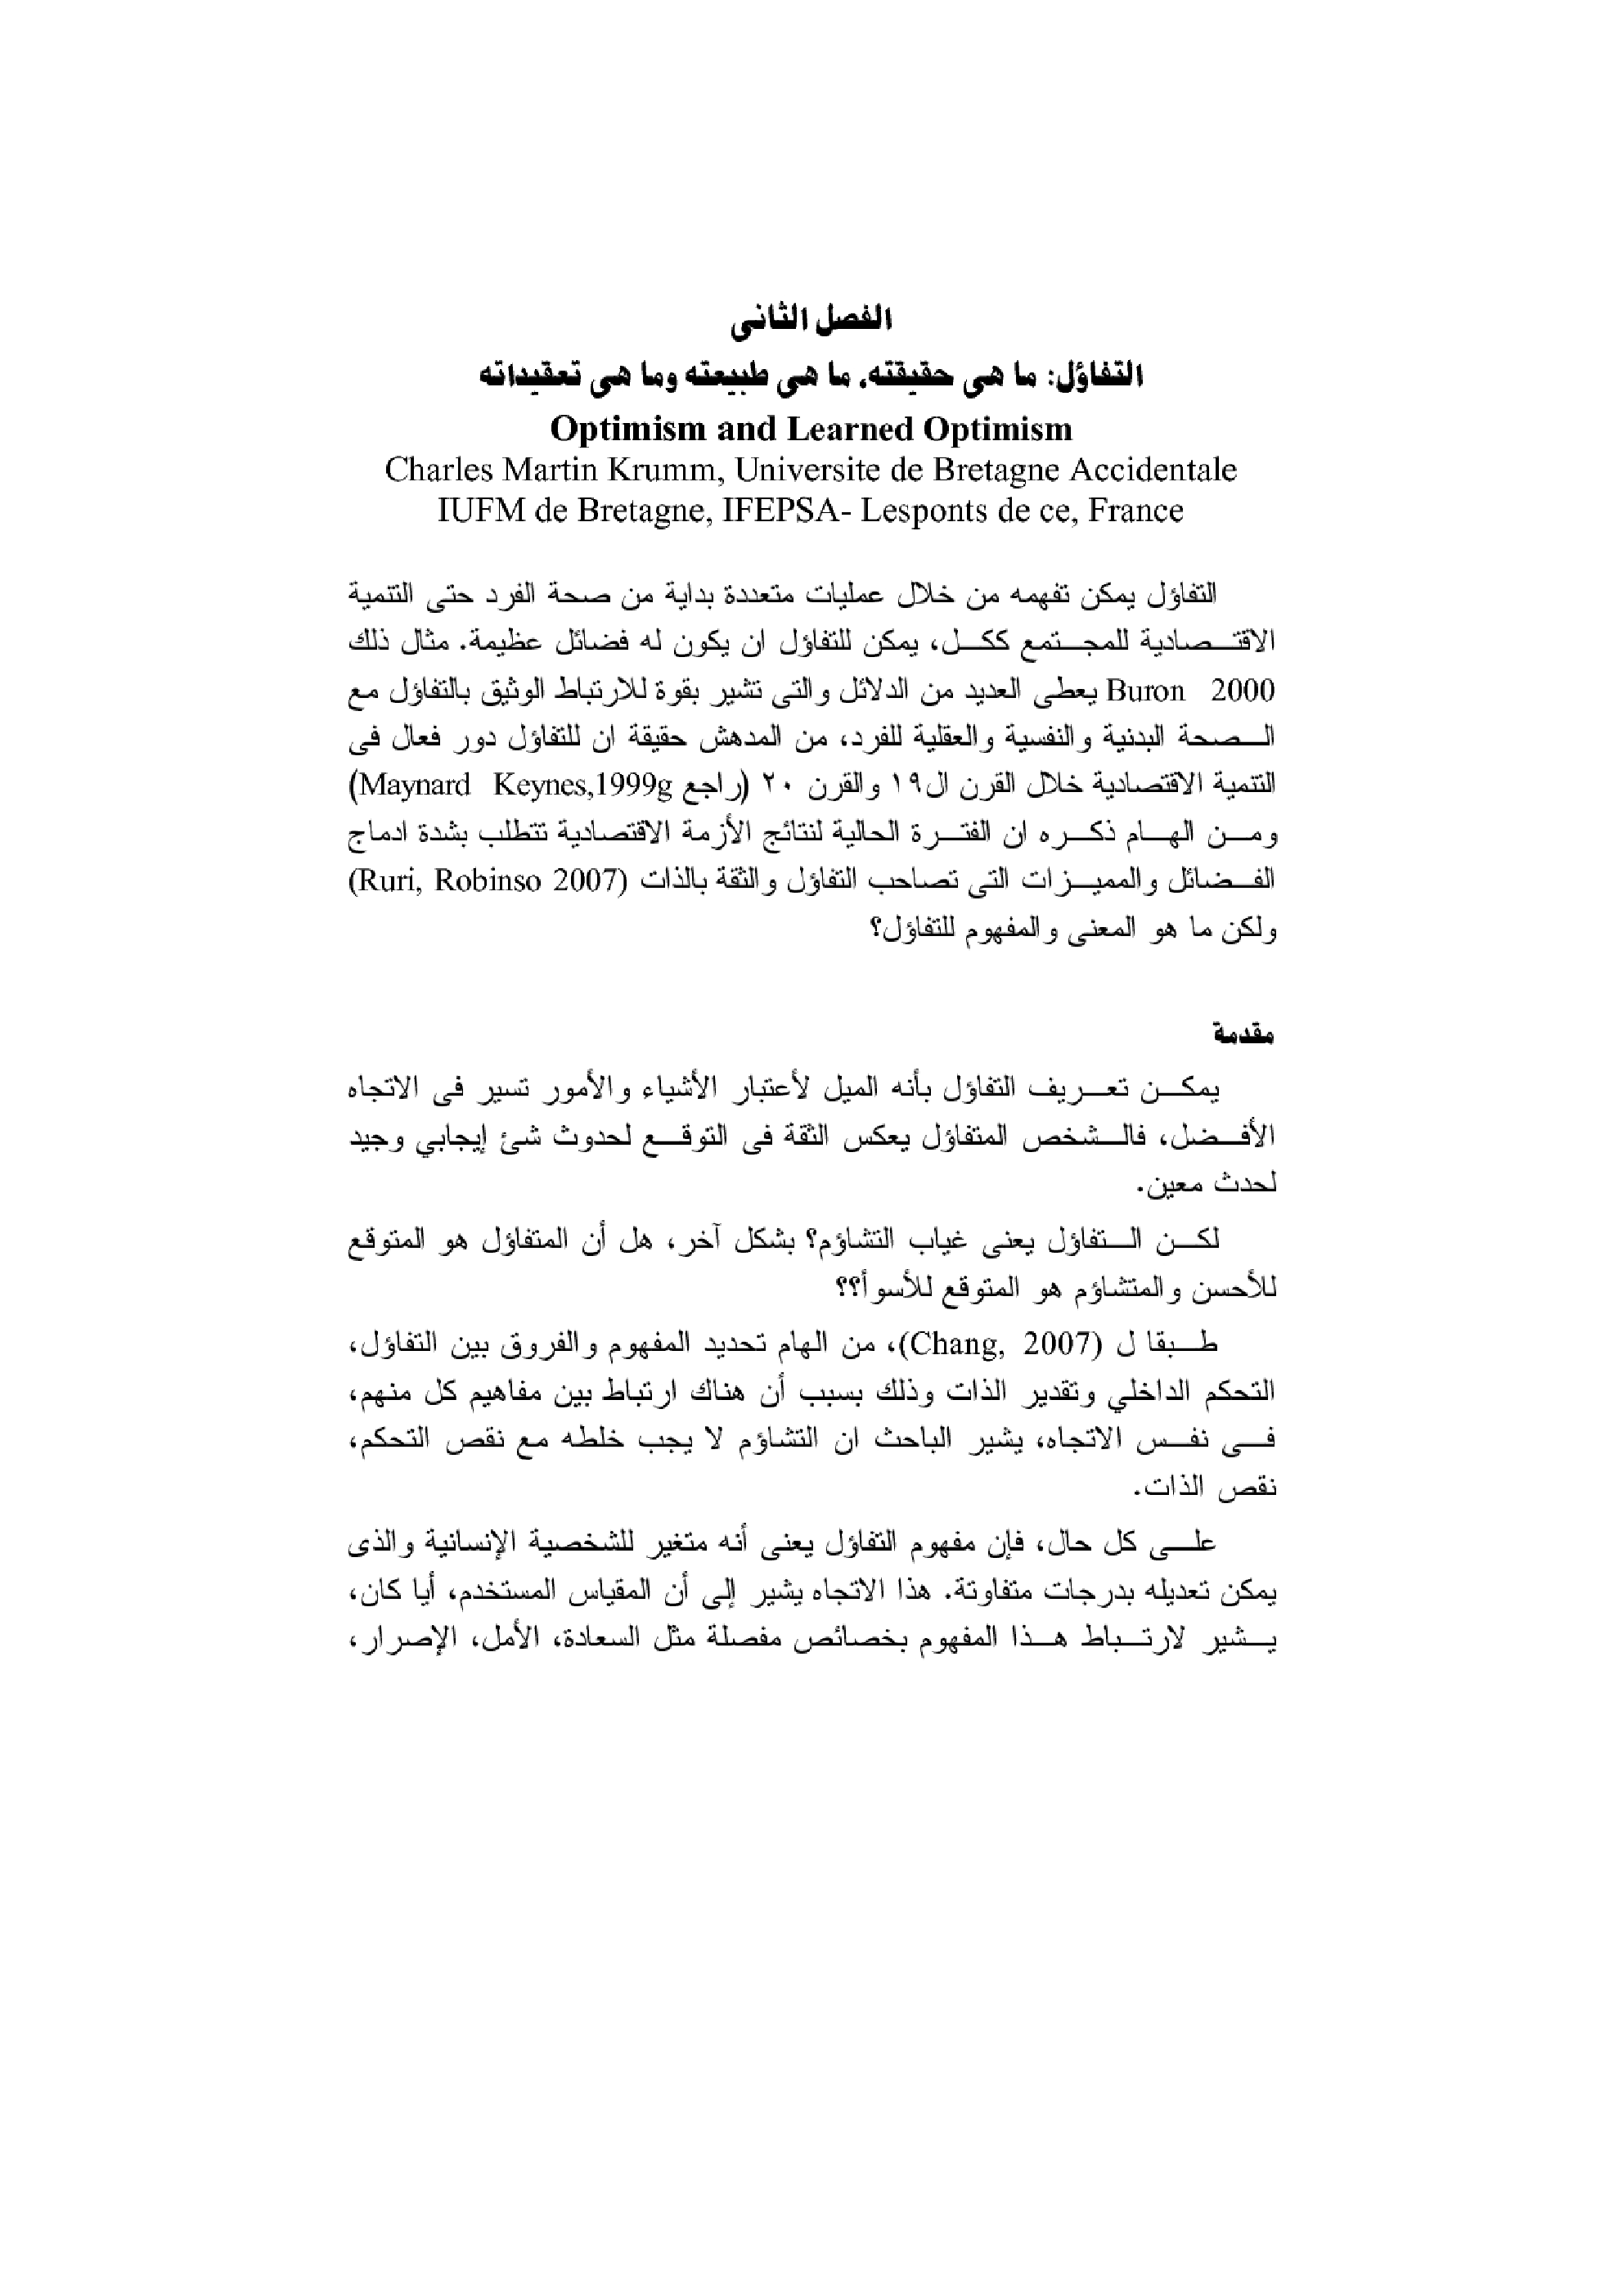 الفصل الثانى
التفاؤل: ما هى حقيقته، ما هى طبيعته وما هى تعقيداته
Optimism and Learned Optimism
Charles Martin Krumm, Universite de Bretagne Accidentale
IUFM de Bretagne, IFEPSA- Lesponts de ce, France
التفاؤل يمكن تفهمه من خلال عمليات متعددة بداية من صحة الفرد حتى التنمية
الاقتصادية للمجتمع ككل، يمكن للتفاؤل ان يكون له فضائل عظيمة. مثال ذلك
Buron 2000 يعطى العديد من الدلائل والتى تشير بقوة للارتباط الوثيق بالتفاؤل مع
الصحة البدنية والنفسية والعقلية للفرد، من المدهش حقيقة ان للتفاؤل دور فعال فى
التنمية الاقتصادية خلال القرن ال١٩ والقرن ٢٠ (راجع Maynard Keynes,1999g)
ومن الهام ذكره ان الفترة الحالية لنتائج الأزمة الاقتصادية تتطلب بشدة ادماج
الفضائل والمميزات التى تصاحب التفاؤل والثقة بالذات (Ruri, Robinso 2007)
ولكن ما هو المعنى والمفهوم للتفاؤل؟
مقدمة
يمكن تعريف التفاؤل بأنه الميل لأعتبار الأشياء والأمور تسير فى الاتجاه
الأفضل، فالشخص المتفاؤل يعكس الثقة فى التوقع لحدوث شئ إيجابي وجيد
لحدث معين.
لكن التفاؤل يعنى غياب التشاؤم؟ بشكل آخر، هل أن المتفاؤل هو المتوقع
للأحسن والمتشاؤم هو المتوقع للأسوأ؟؟
طبقا ل (Chang, 2007)، من الهام تحديد المفهوم والفروق بين التفاؤل،
التحكم الداخلي وتقدير الذات وذلك بسبب أن هناك ارتباط بين مفاهيم كل منهم،
فى نفس الاتجاه، يشير الباحث ان التشاؤم لا يجب خلطه مع نقص التحكم،
نقص الذات.
على كل حال، فإن مفهوم التفاؤل يعنى أنه متغير للشخصية الإنسانية والذى
يمكن تعديله بدرجات متفاوتة. هذا الاتجاه يشير إلى أن المقياس المستخدم، أيا كان،
يشير لارتباط هذا المفهوم بخصائص مفصلة مثل السعادة، الأمل، الإصرار،